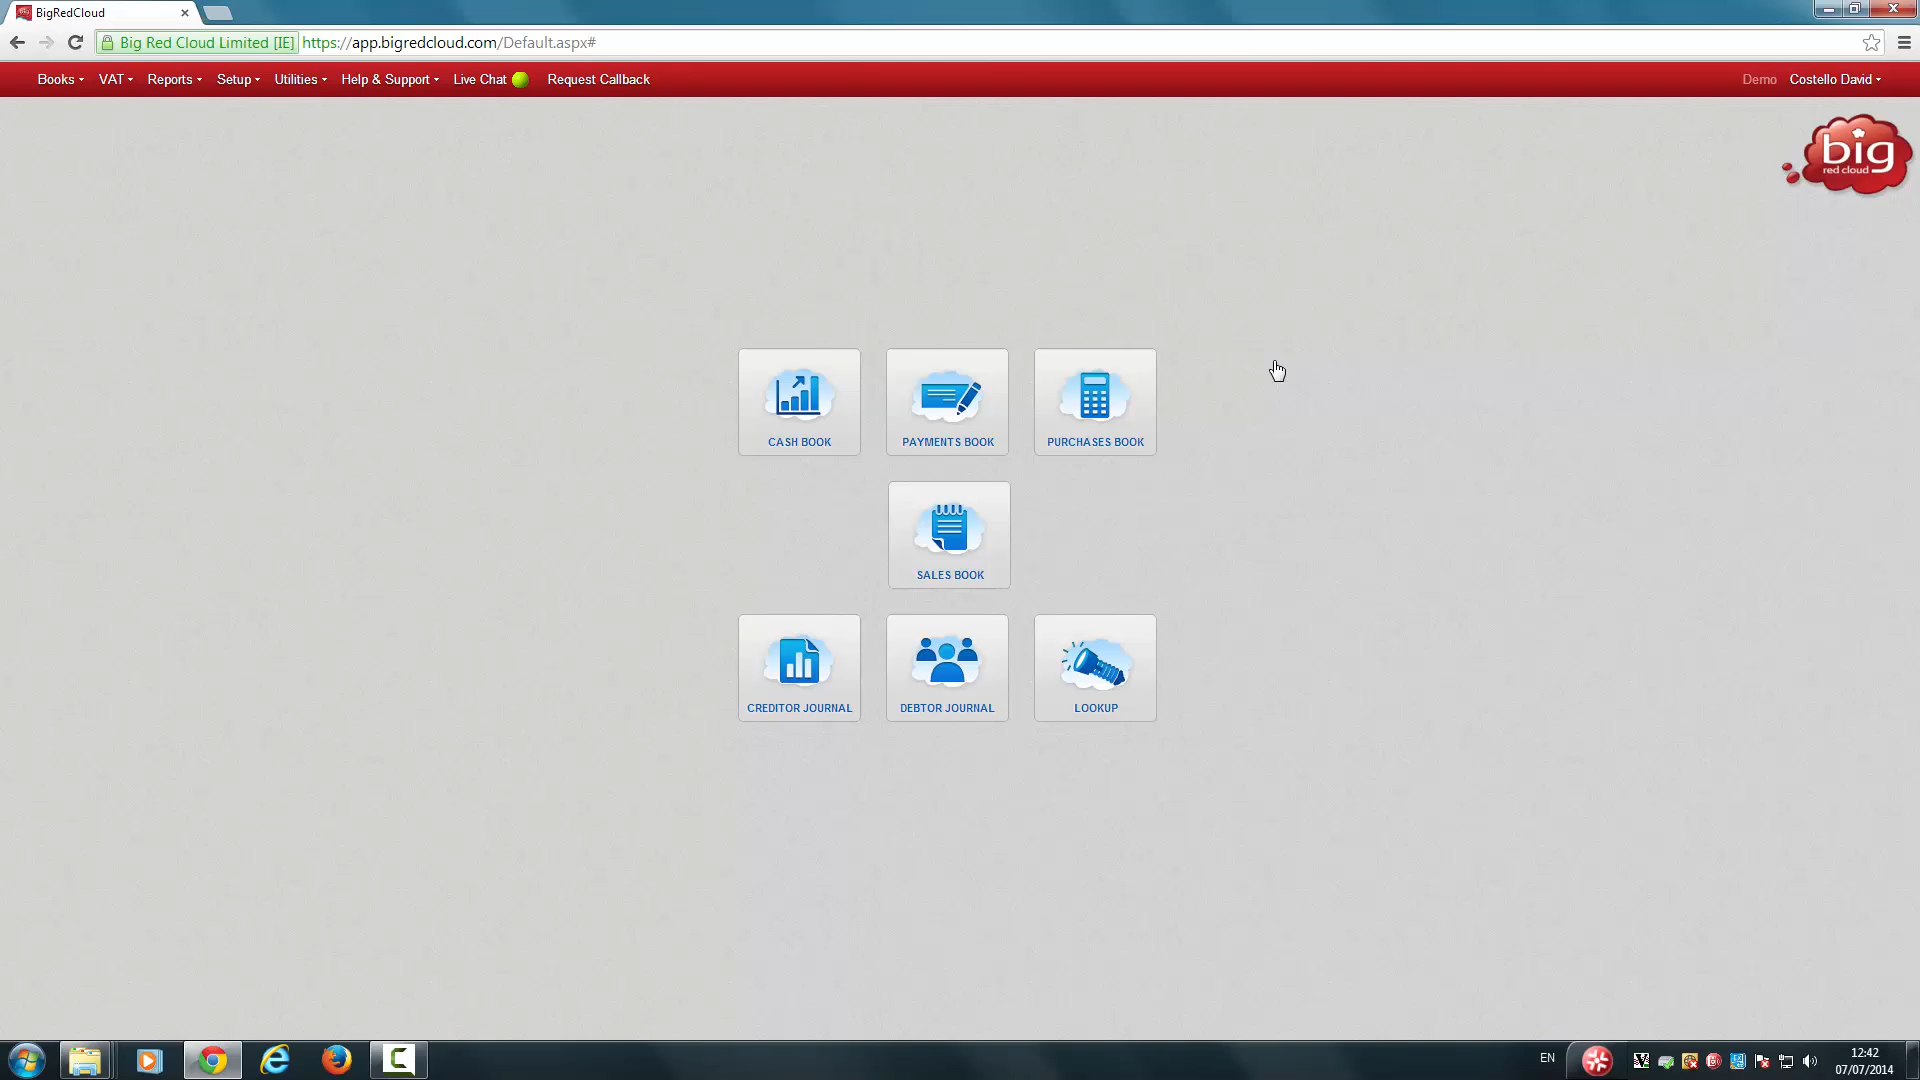 BigRedCloud
Big Red Cloud Limited [IE] https://app.bigredcloud.com/Default.aspx#
Books VAT Reports Setup Utilities Help & Support Live Chat Request Callback Demo Costello David
big
red cloud
CASH BOOK PAYMENTS BOOK PURCHASES BOOK
SALES BOOK
CREDITOR JOURNAL DEBTOR JOURNAL LOOKUP
EN
12:42
07/07/2014